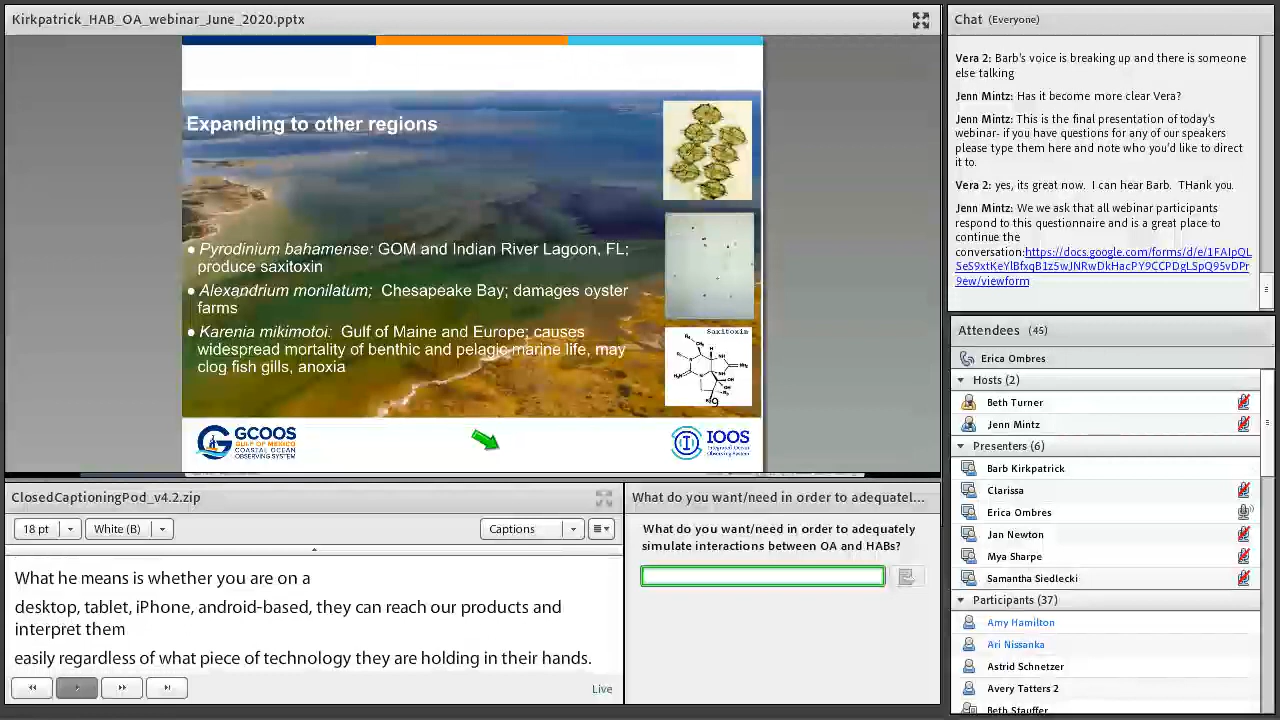 Kirkpatrick_HAB_OA_webinar_June_2020.pptx
Expanding to other regions
● Pyrodinium bahamense: GOM and Indian River Lagoon, FL;
produce saxitoxin
● Alexandrium monilatum; Chesapeake Bay; damages oyster
farms
● Karenia mikimotoi: Gulf of Maine and Europe; causes
widespread mortality of benthic and pelagic marine life, may
clog fish gills, anoxia
Saxitoxin
GCOOS
GULF OF MEXICO
COASTAL OCEAN
OBSERVING SYSTEM
IOOS
Integrated Ocean
Observing System
ClosedCaptioningPod_v4.2.zip
18 pt
White (B)
Captions
What he means is whether you are on a
desktop, tablet, iPhone, android-based, they can reach our products and
interpret them
easily regardless of what piece of technology they are holding in their hands.
Live
What do you want/need in order to adequatel...
What do you want/need in order to adequately
simulate interactions between OA and HABs?
Chat (Everyone)
Vera 2: Barb's voice is breaking up and there is someone
else talking
Jenn Mintz: Has it become more clear Vera?
Jenn Mintz: This is the final presentation of today's
webinar- if you have questions for any of our speakers
please type them here and note who you'd like to direct
it to.
Vera 2: yes, its great now. I can hear Barb. THank you.
Jenn Mintz: We we ask that all webinar participants
respond to this questionnaire and is a great place to
continue the
conversation:https://docs.google.com/forms/d/e/1FAIpQL
SeS9xtKeYlBfxqB1z5wJNRwDkHacPY9CCPDgLSpQ95vDPr
9ew/viewform
Attendees (45)
Erica Ombres
Hosts (2)
Beth Turner
Jenn Mintz
Presenters (6)
Barb Kirkpatrick
Clarissa
Erica Ombres
Jan Newton
Mya Sharpe
Samantha Siedlecki
Participants (37)
Amy Hamilton
Ari Nissanka
Astrid Schnetzer
Avery Tatters 2
Beth Stauffer